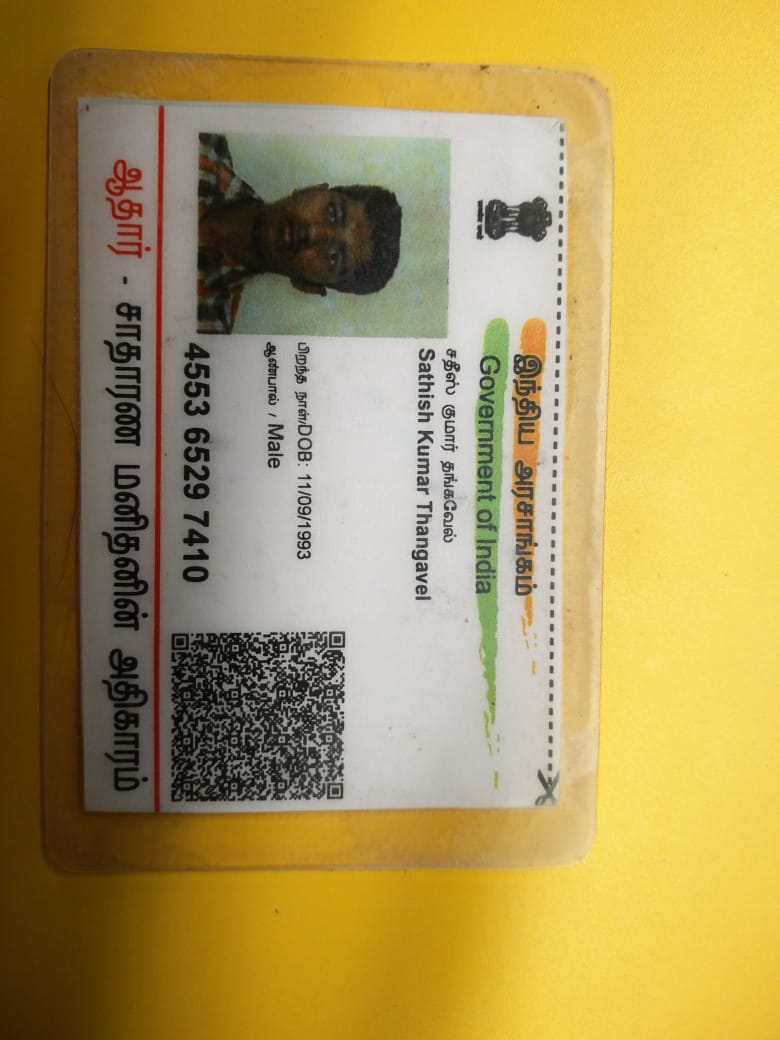 இந்திய அரசாங்கம்
Government of India
சதீஸ் குமார் தங்கவேல்
Sathish Kumar Thangavel
பிறந்த நாள்/DOB: 11/09/1993
ஆண்பால் / Male
4553 6529 7410
ஆதார் - சாதாரண மனிதனின் அதிகாரம்